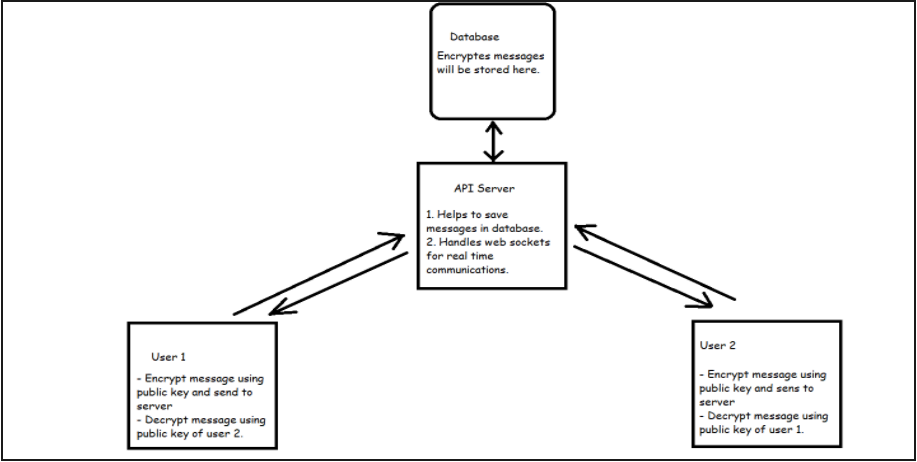 Database
Encryptes messages
will be stored here.
API Server
1. Helps to save
messages in database.
2. Handles web sockets
for real time
communications.
User 1
- Encrypt message using
public key and send to
server
- Decrypt message using
public key of user 2.
User 2
- Encrypt message using
public key and sens to
server
- Decrypt message using
public key of user 1.